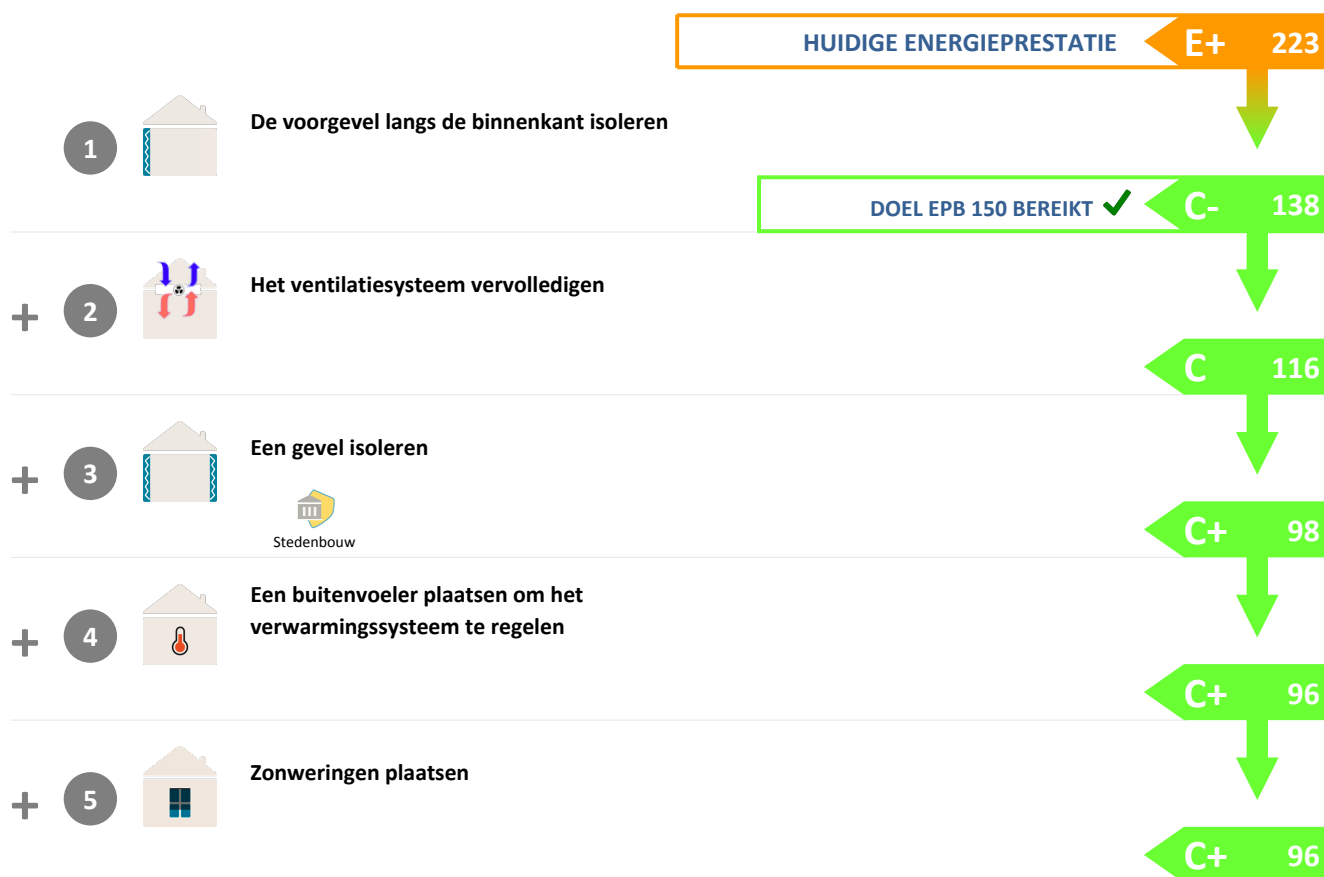 HUIDIGE ENERGIEPRESTATIE E+ 223
1 De voorgevel langs de binnenkant isoleren
DOEL EPB 150 BEREIKT ✔ C- 138
+ 2 Het ventilatiesysteem vervolledigen
C 116
+ 3 Een gevel isoleren
Stedenbouw
C+ 98
+ 4 Een buitenvoeler plaatsen om het
verwarmingssysteem te regelen
C+ 96
+ 5 Zonweringen plaatsen
C+ 96